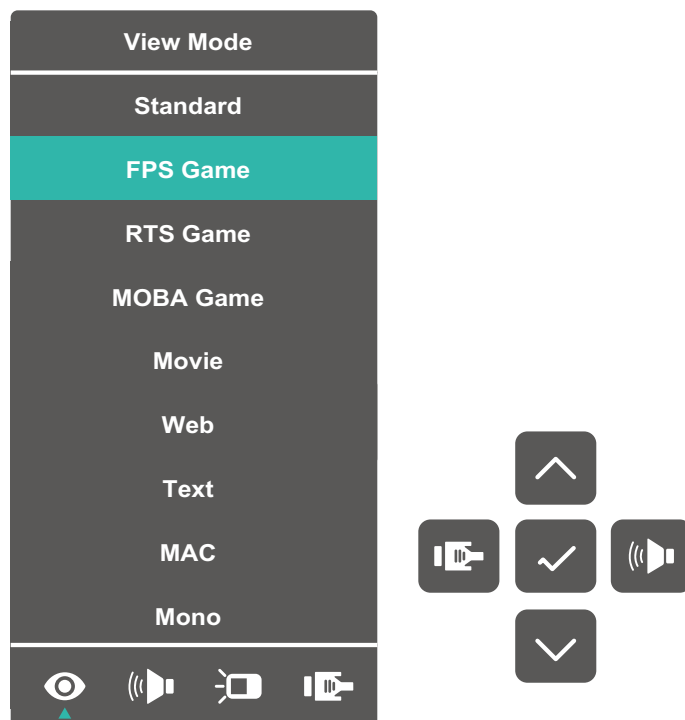 View Mode
Standard
FPS Game
RTS Game
MOBA Game
Movie
Web
Text
MAC
Mono